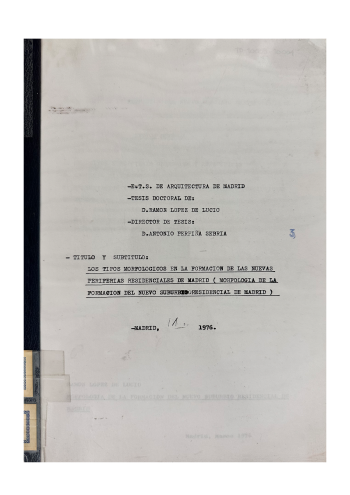 -E.T.S. DE ARQUITECTURA DE MADRID
-TESIS DOCTORAL DE:
D.RAMON LOPEZ DE LUCIO
-DIRECTOR DE TESIS:
D.ANTONIO PERPIÑA SEBRIA
3
- TITULO Y SUBTITULO:
LOS TIPOS MORFOLOGICOS EN LA FORMACION DE LAS NUEVAS
PERIFERIAS RESIDENCIALES DE MADRID ( MORFOLOGIA DE LA
FORMACION DEL NUEVO RESIDENCIAL DE MADRID )
-MADRID, 1976.